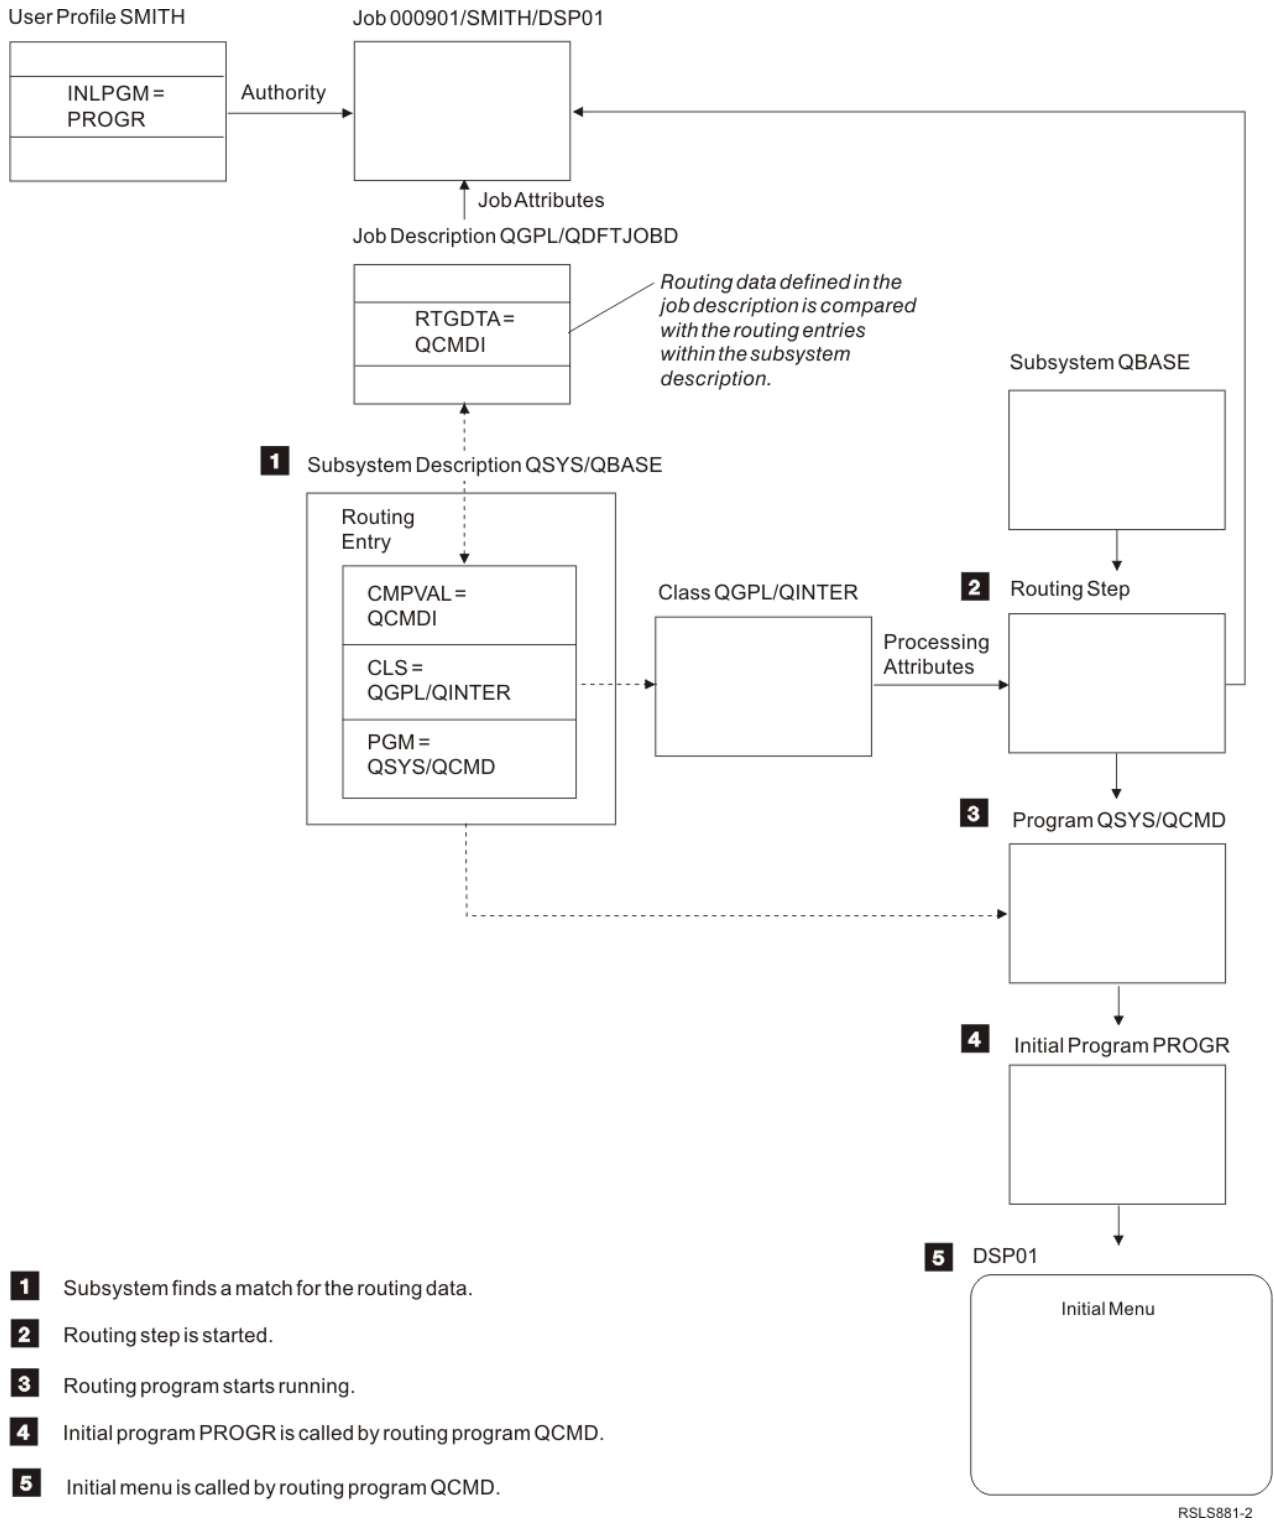 User Profile SMITH
Job 000901/SMITH/DSP01
INLPGM =
PROGR
Authority
Job Attributes
Job Description QGPL/QDFTJOBD
RTGDTA =
QCMDI
Routing data defined in the
job description is compared
with the routing entries
within the subsystem
description.
Subsystem QBASE
1 Subsystem Description QSYS/QBASE
Routing
Entry
CMPVAL =
QCMDI
CLS =
QGPL/QINTER
PGM =
QSYS/QCMD
Class QGPL/QINTER
Processing
Attributes
2 Routing Step
3 Program QSYS/QCMD
4 Initial Program PROGR
5 DSP01
Initial Menu
1 Subsystem finds a match for the routing data.
2 Routing step is started.
3 Routing program starts running.
4 Initial program PROGR is called by routing program QCMD.
5 Initial menu is called by routing program QCMD.
RSLS881-2